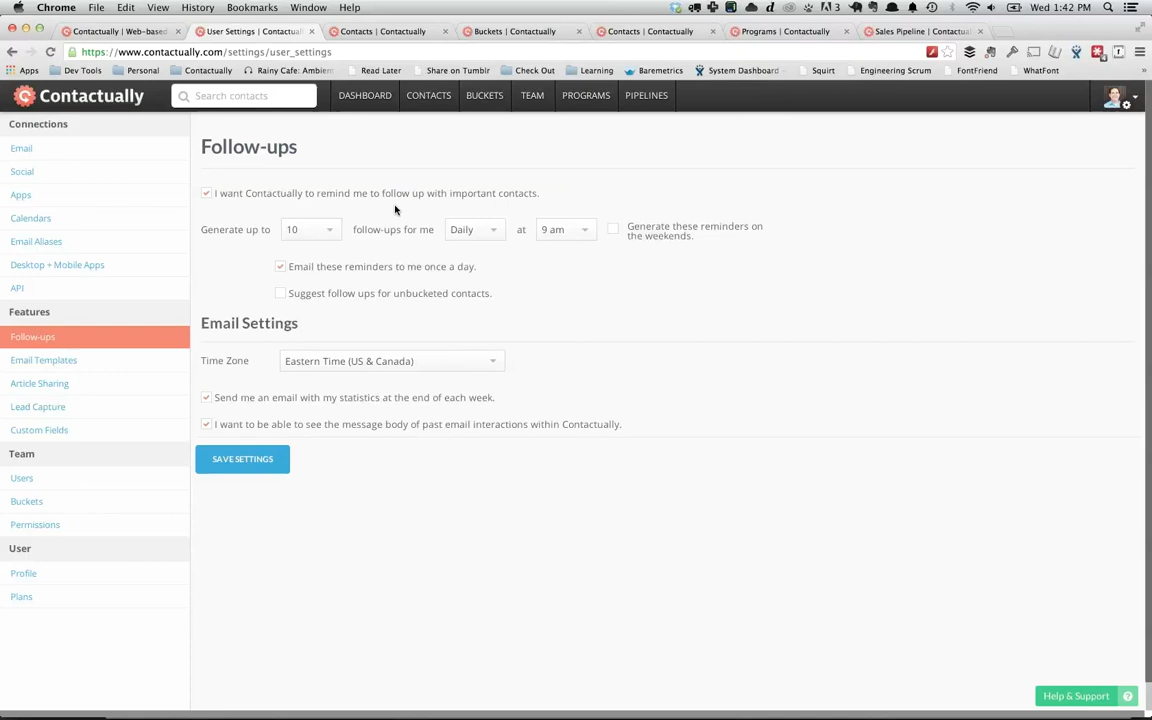 Chrome File Edit View History Bookmarks Window Help 3 Wed 1:42 PM
Contactually | Web-based
User Settings | Contactual
Contacts | Contactually
Buckets | Contactually
Contacts | Contactually
Programs | Contactually
Sales Pipeline | Contactua
https://www.contactually.com/settings/user_settings
Apps Dev Tools Personal Contactually Rainy Cafe: Ambien Read Later Share on Tumblr Check Out Learning Baremetrics System Dashboard Squirt Engineering Scrum FontFriend WhatFont
Contactually Search contacts DASHBOARD CONTACTS BUCKETS TEAM PROGRAMS PIPELINES
Connections
Email
Social
Apps
Calendars
Email Aliases
Desktop + Mobile Apps
API
Features
Follow-ups
Email Templates
Article Sharing
Lead Capture
Custom Fields
Team
Users
Buckets
Permissions
User
Profile
Plans
Follow-ups
I want Contactually to remind me to follow up with important contacts.
Generate up to 10 follow-ups for me Daily at 9 am
Generate these reminders on
the weekends.
Email these reminders to me once a day.
Suggest follow ups for unbucketed contacts.
Email Settings
Time Zone Eastern Time (US & Canada)
Send me an email with my statistics at the end of each week.
I want to be able to see the message body of past email interactions within Contactually.
SAVE SETTINGS
Help & Support ?